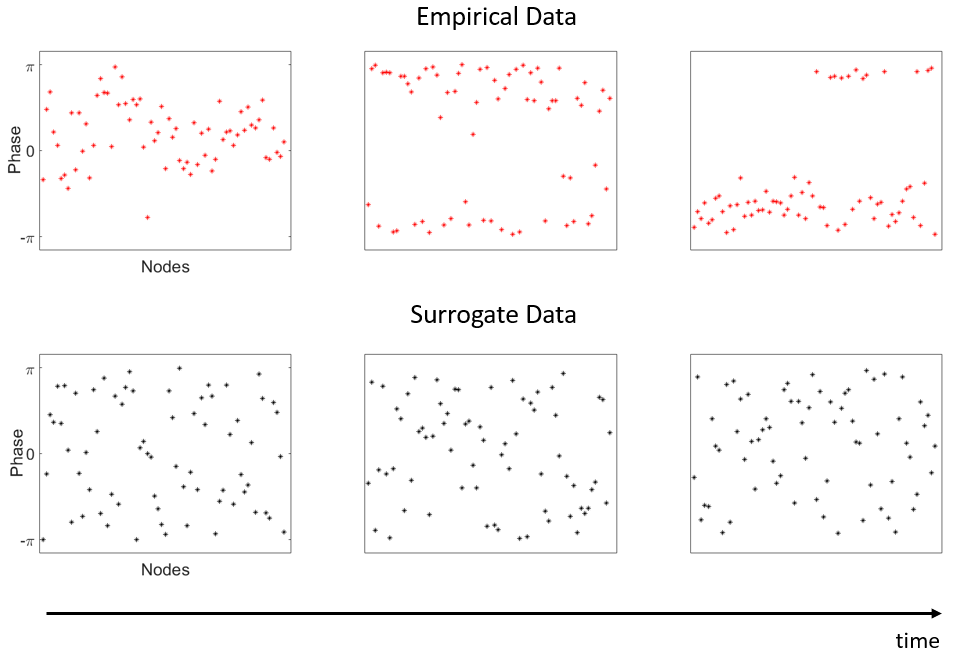 Empirical Data
π
0
-π
Phase
Nodes
Surrogate Data
π
0
-π
Phase
Nodes
time